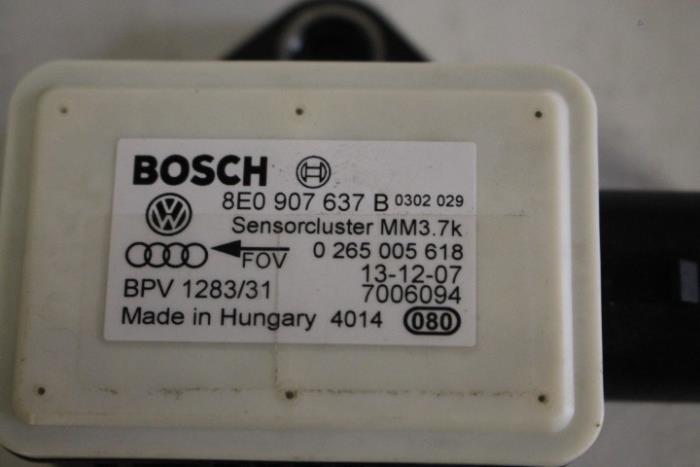 BOSCH
8E0 907 637 B 0302 029
Sensorcluster MM3.7k
FOV 0 265 005 618
13-12-07
BPV 1283/31 7006094
Made in Hungary 4014 080